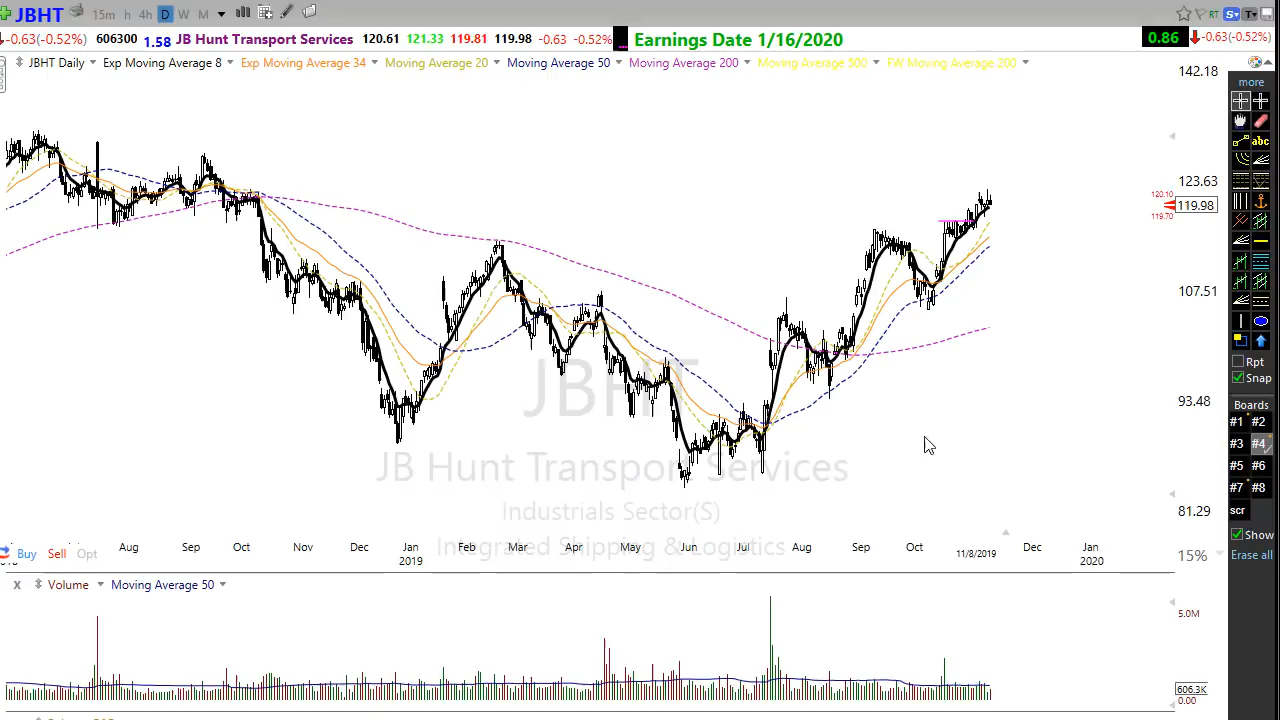 JBHT 15m h 4h D W M RT S T
-0.63(-0.52%) 606300 1.58 JB Hunt Transport Services 120.61 121.33 119.81 119.98 -0.63 -0.52% Earnings Date 1/16/2020 0.86 -0.63(-0.52%)
JBHT Daily Exp Moving Average 8 Exp Moving Average 34 Moving Average 20 Moving Average 50 Moving Average 200 Moving Average 500 FW Moving Average 200
142.18
more
abc
123.63
120.10
119.98
119.70
107.51
JBHT
Rpt
Snap
93.48
Boards
#1 #2
#3 #4
JB Hunt Transport Services
#5 #6
#7 #8
Industrials Sector(S)
81.29
scr
Integrated Shipping & Logistics
Show
Aug Sep Oct Nov Dec Jan Feb Mar Apr May Jun Jul Aug Sep Oct 11/8/2019 Dec Jan
2019 2020
Buy Sell Opt
15%
Erase all
X Volume Moving Average 50
5.0M
606.3K
0.00